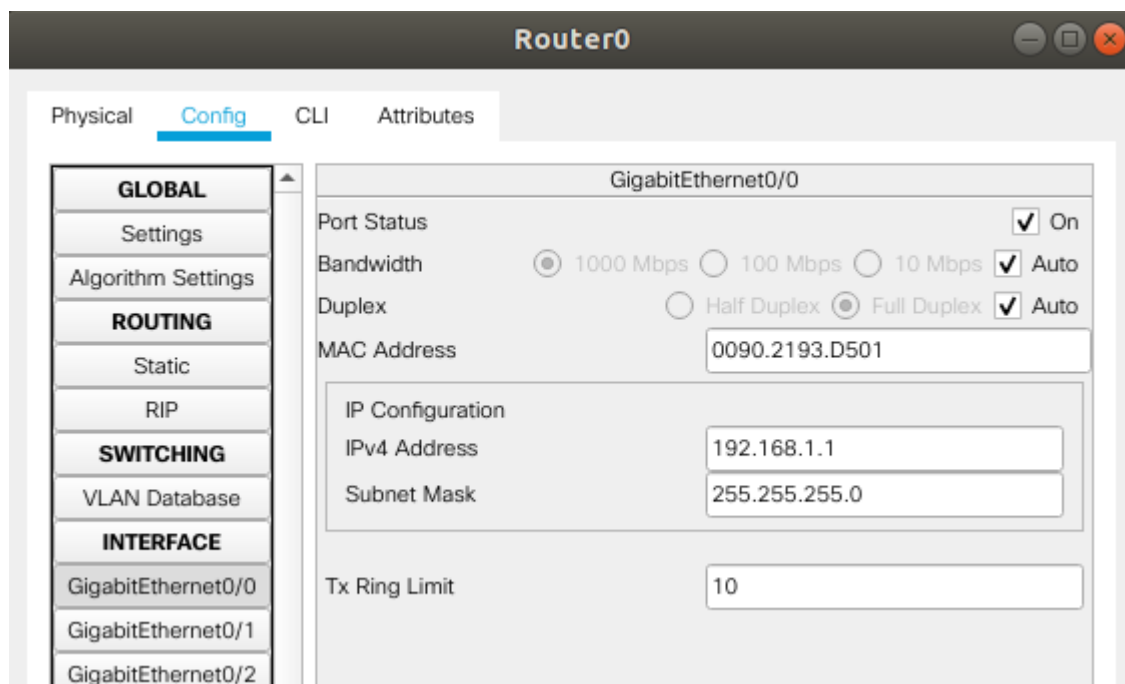 Router0
Physical Config CLI Attributes
GLOBAL
Settings
Algorithm Settings
ROUTING
Static
RIP
SWITCHING
VLAN Database
INTERFACE
GigabitEthernet0/0
GigabitEthernet0/1
GigabitEthernet0/2
GigabitEthernet0/0
Port Status On
Bandwidth 1000 Mbps 100 Mbps 10 Mbps Auto
Duplex Half Duplex Full Duplex Auto
MAC Address 0090.2193.D501
IP Configuration
IPv4 Address 192.168.1.1
Subnet Mask 255.255.255.0
Tx Ring Limit 10